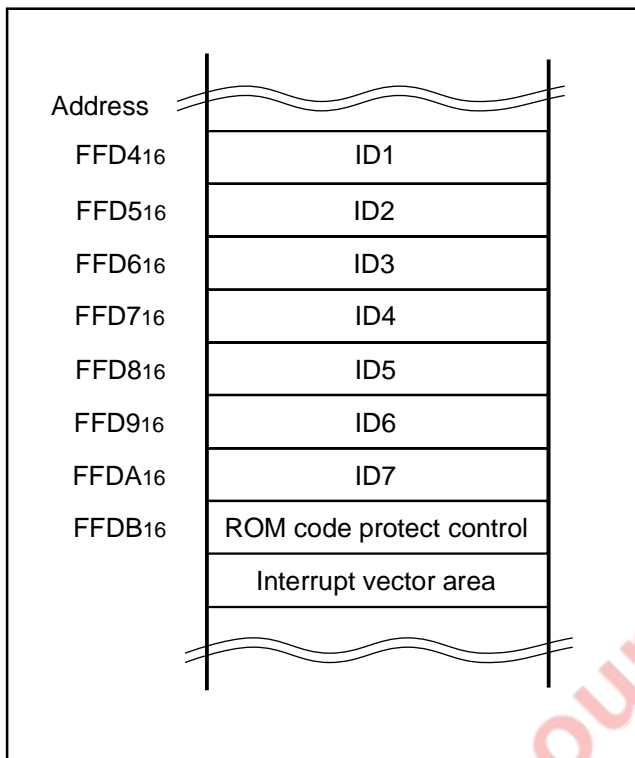 Address
FFD416 ID1
FFD516 ID2
FFD616 ID3
FFD716 ID4
FFD816 ID5
FFD916 ID6
FFDA16 ID7
FFDB16 ROM code protect control
Interrupt vector area